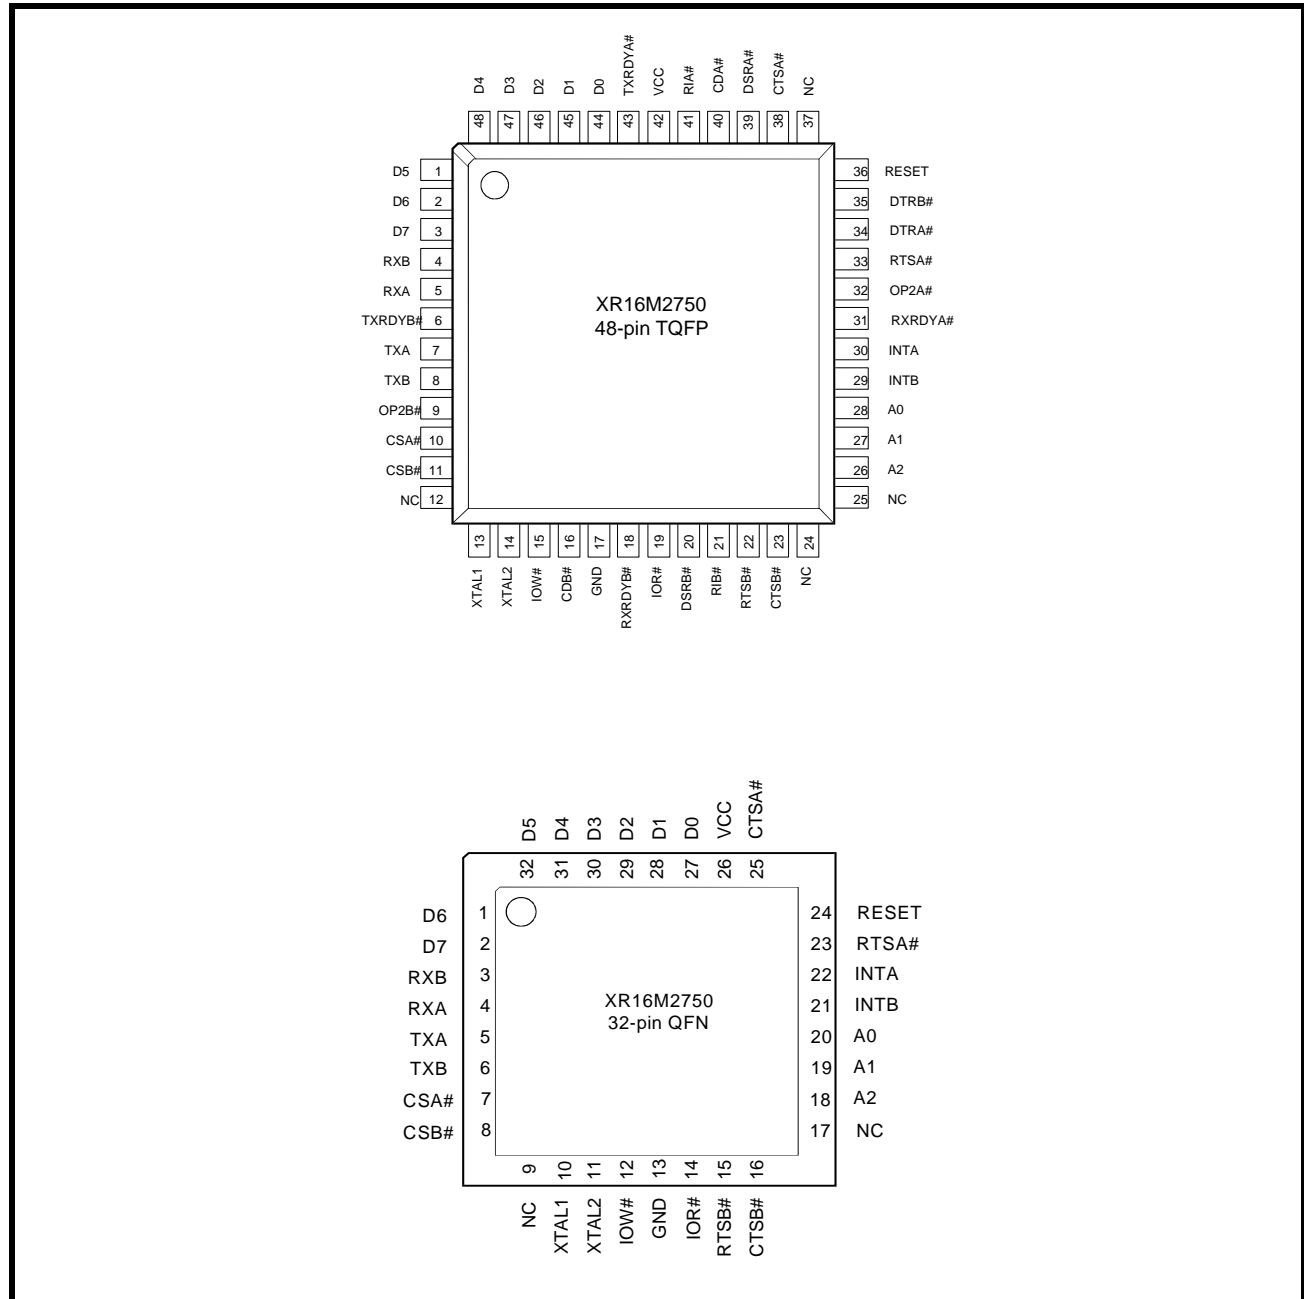 D4 D3 D2 D1 D0 TXRDYA# VCC RIA# CDA# DSRA# CTSA# NC
48 47 46 45 44 43 42 41 40 39 38 37
D5 1 36 RESET
D6 2 35 DTRB#
D7 3 34 DTRA#
RXB 4 33 RTSA#
RXA 5 32 OP2A#
TXRDYB# 6 31 RXRDYA#
TXA 7 30 INTA
TXB 8 29 INTB
OP2B# 9 28 A0
CSA# 10 27 A1
CSB# 11 26 A2
NC 12 25 NC
XR16M2750
48-pin TQFP
13 14 15 16 17 18 19 20 21 22 23 24
XTAL1 XTAL2 IOW# CDB# GND RXRDYB# IOR# DSRB# RIB# RTSB# CTSB# NC
D5 D4 D3 D2 D1 D0 VCC CTSA#
32 31 30 29 28 27 26 25
D6 1 24 RESET
D7 2 23 RTSA#
RXB 3 22 INTA
RXA 4 21 INTB
TXA 5 20 A0
TXB 6 19 A1
CSA# 7 18 A2
CSB# 8 17 NC
XR16M2750
32-pin QFN
9 10 11 12 13 14 15 16
NC XTAL1 XTAL2 IOW# GND IOR# RTSB# CTSB#